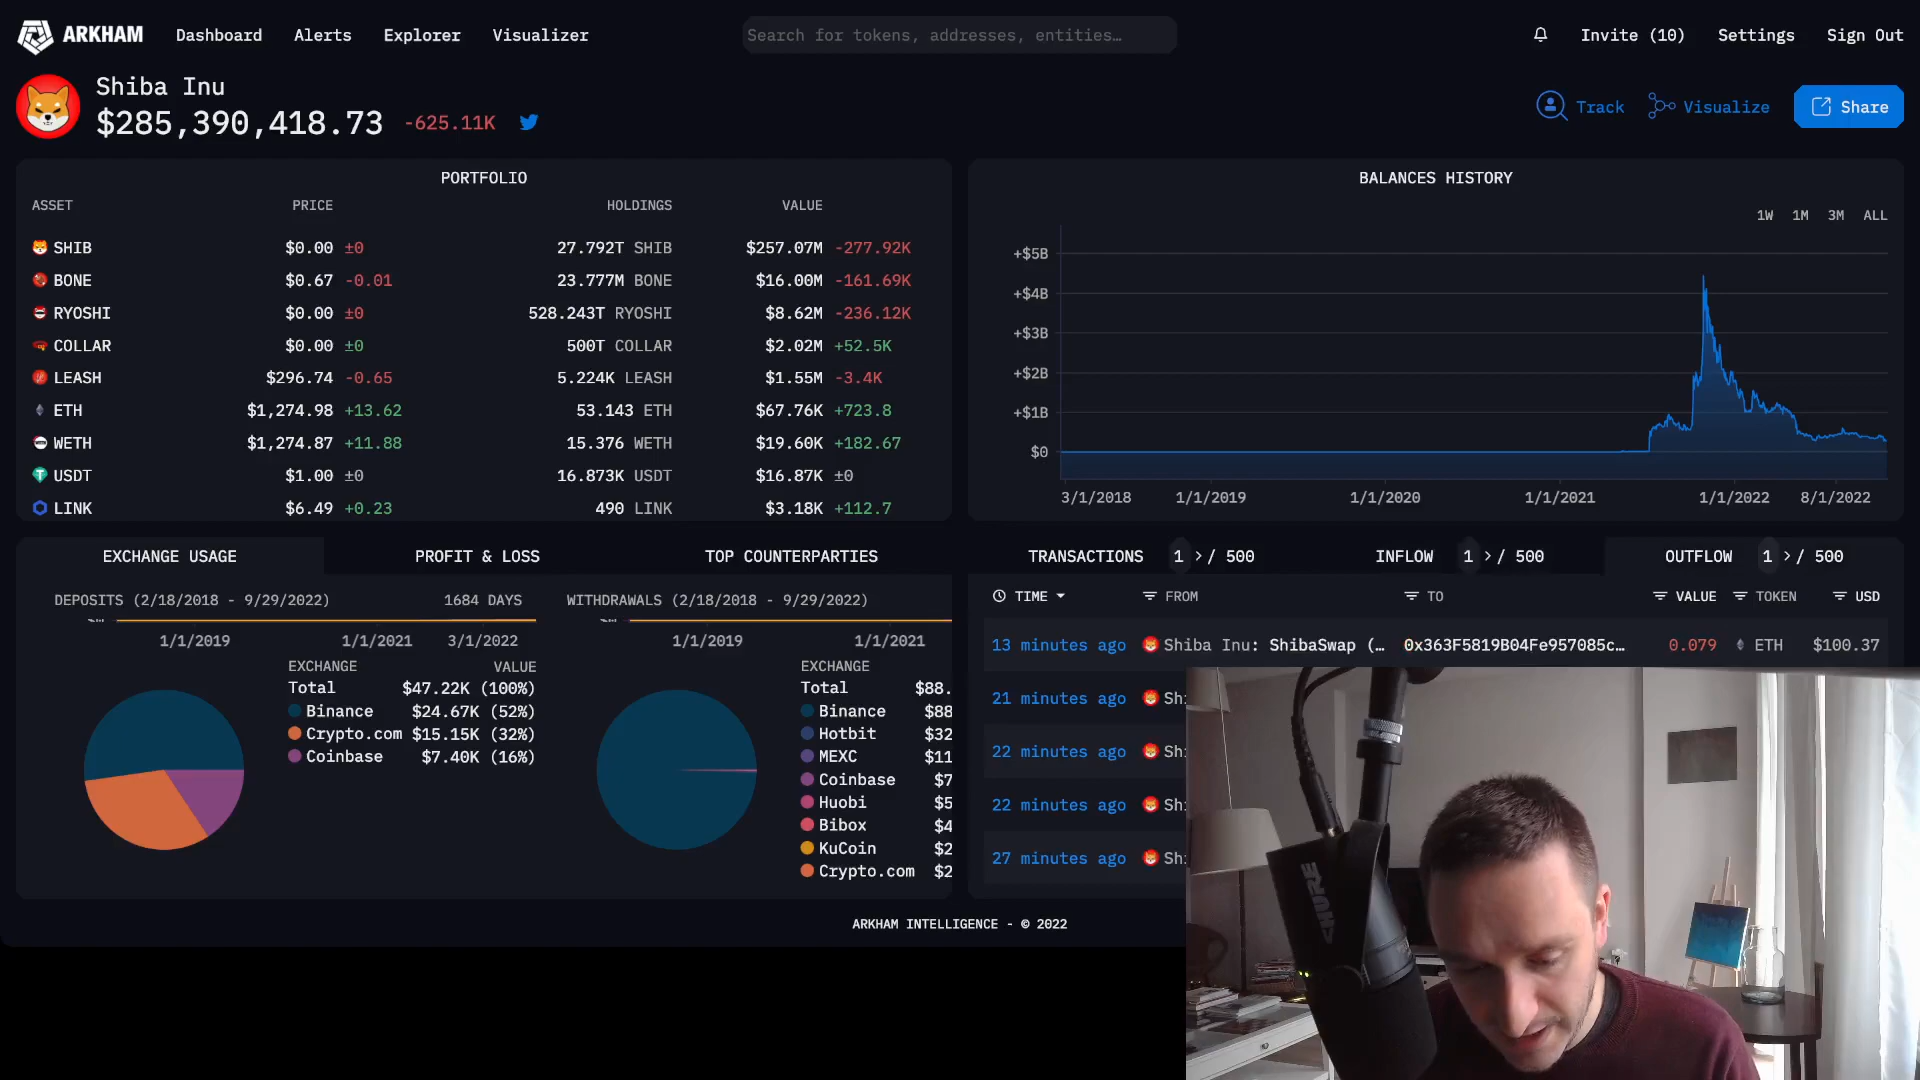 ARKHAM Dashboard Alerts Explorer Visualizer Search for tokens, addresses, entities… Invite (10) Settings Sign Out
Shiba Inu
$285,390,418.73 -625.11K
Track Visualize Share
PORTFOLIO
ASSET PRICE HOLDINGS VALUE
SHIB $0.00 ±0 27.792T SHIB $257.07M -277.92K
BONE $0.67 -0.01 23.777M BONE $16.00M -161.69K
RYOSHI $0.00 ±0 528.243T RYOSHI $8.62M -236.12K
COLLAR $0.00 ±0 500T COLLAR $2.02M +52.5K
LEASH $296.74 -0.65 5.224K LEASH $1.55M -3.4K
ETH $1,274.98 +13.62 53.143 ETH $67.76K +723.8
WETH $1,274.87 +11.88 15.376 WETH $19.60K +182.67
USDT $1.00 ±0 16.873K USDT $16.87K ±0
LINK $6.49 +0.23 490 LINK $3.18K +112.7
BALANCES HISTORY
1W 1M 3M ALL
+$5B
+$4B
+$3B
+$2B
+$1B
$0
3/1/2018 1/1/2019 1/1/2020 1/1/2021 1/1/2022 8/1/2022
EXCHANGE USAGE PROFIT & LOSS TOP COUNTERPARTIES
DEPOSITS (2/18/2018 - 9/29/2022) 1684 DAYS
1/1/2019 1/1/2021 3/1/2022
EXCHANGE VALUE
Total $47.22K (100%)
Binance $24.67K (52%)
Crypto.com $15.15K (32%)
Coinbase $7.40K (16%)
WITHDRAWALS (2/18/2018 - 9/29/2022)
1/1/2019 1/1/2021
EXCHANGE
Total $88.
Binance $88
Hotbit $32
MEXC $11
Coinbase $7
Huobi $5
Bibox $4
KuCoin $2
Crypto.com $2
TRANSACTIONS 1 > / 500 INFLOW 1 > / 500 OUTFLOW 1 > / 500
TIME FROM TO VALUE TOKEN USD
13 minutes ago Shiba Inu: ShibaSwap (… 0x363F5819B04Fe957085c… 0.079 ETH $100.37
21 minutes ago Shi
22 minutes ago Shi
22 minutes ago Shi
27 minutes ago Shi
ARKHAM INTELLIGENCE - © 2022
SHURE